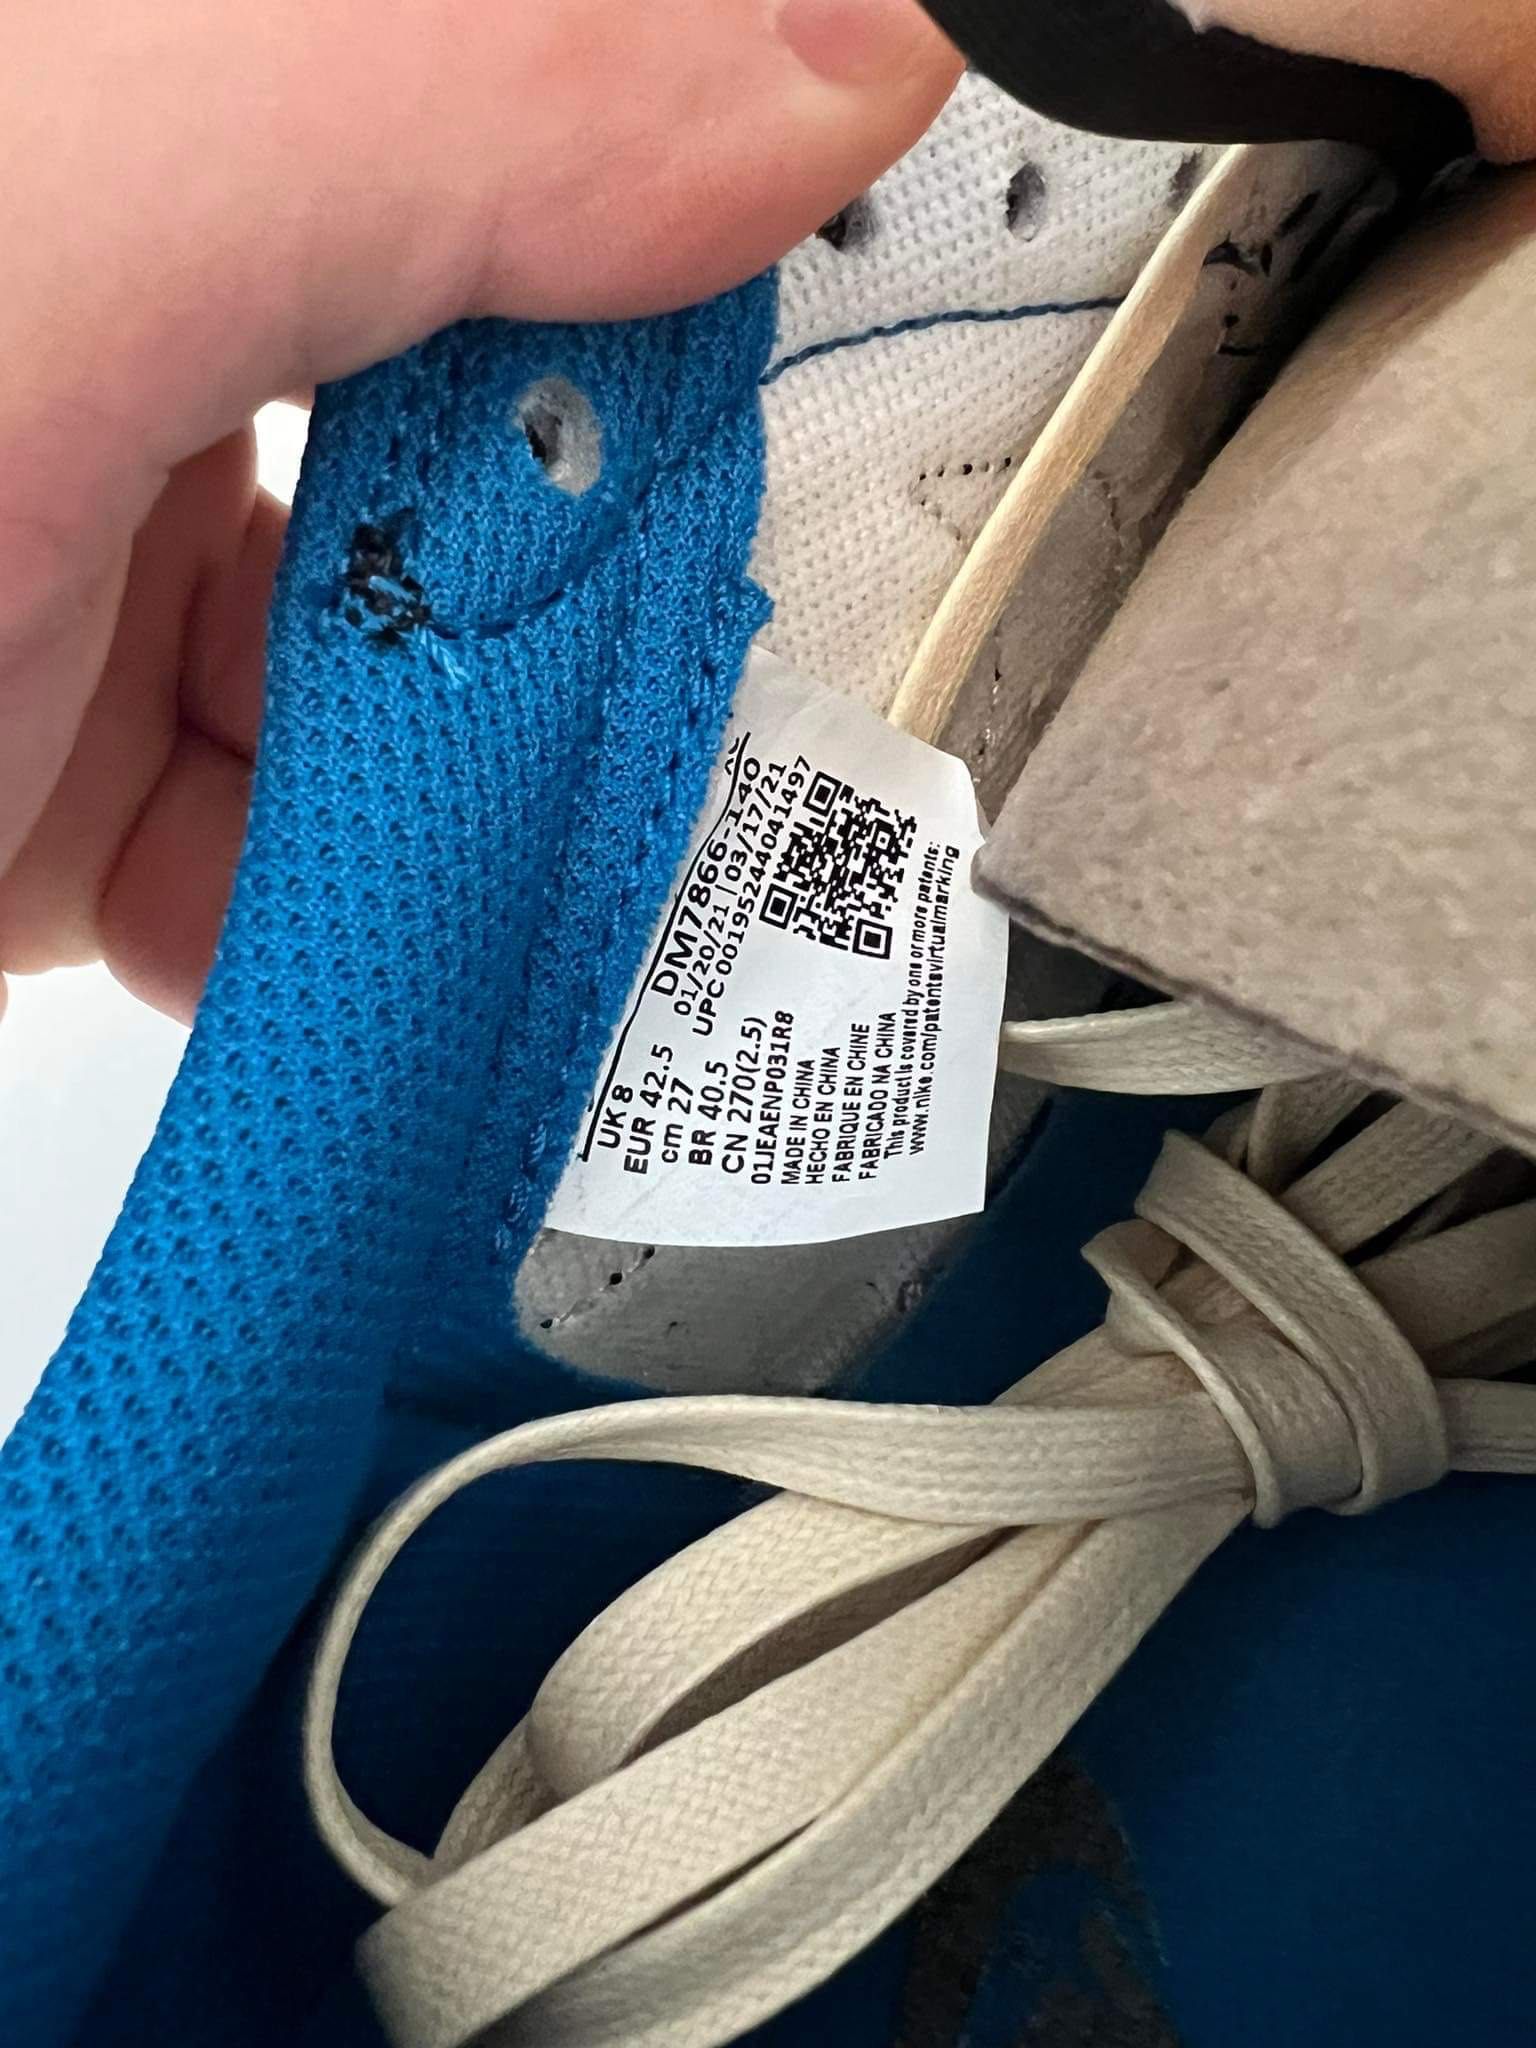 UK 8
EUR 42.5
cm 27
BR 40.5
CN 270(2.5)
DM7866-140
01/20/21 | 03/17/21
UPC 00195244041497
01JEAENP031R8
MADE IN CHINA
HECHO EN CHINA
FABRIQUE EN CHINE
FABRICADO NA CHINA
This product is covered by one or more patents:
www.nike.com/patentsvirtualmarking